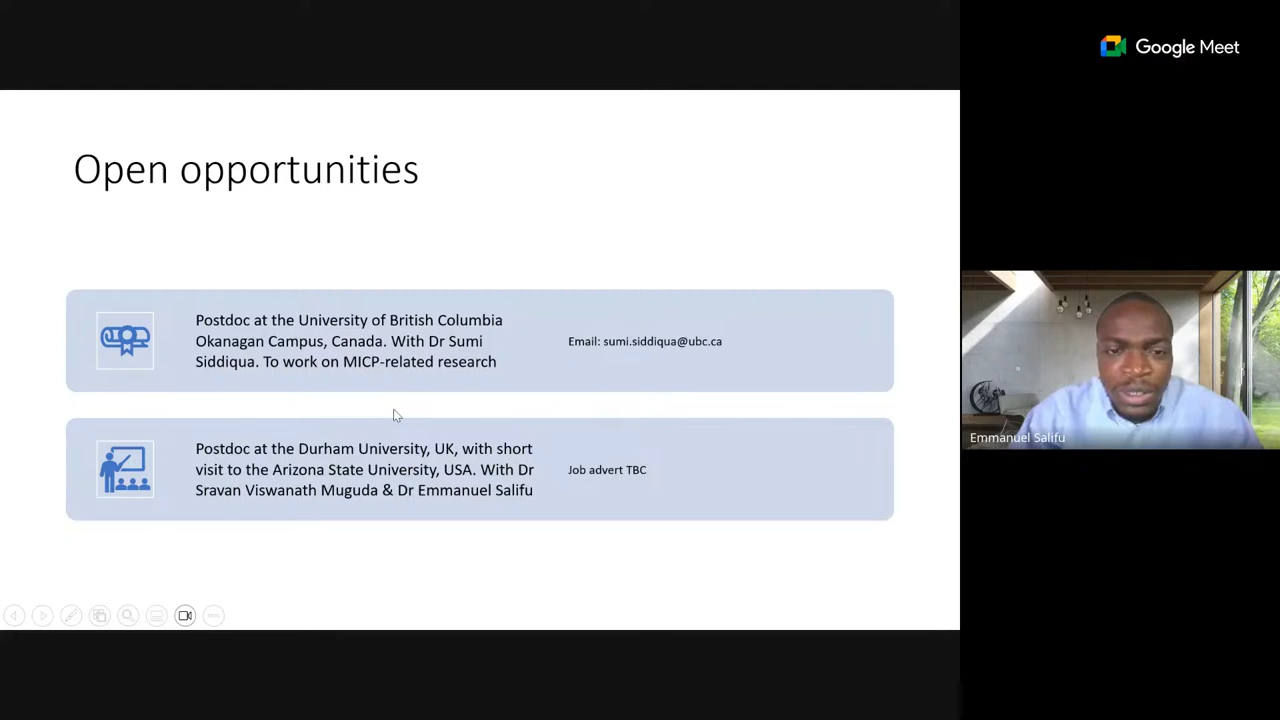 Google Meet
Open opportunities
Postdoc at the University of British Columbia
Okanagan Campus, Canada. With Dr Sumi
Siddiqua. To work on MICP-related research
Email: sumi.siddiqua@ubc.ca
Postdoc at the Durham University, UK, with short
visit to the Arizona State University, USA. With Dr
Sravan Viswanath Muguda & Dr Emmanuel Salifu
Job advert TBC
Emmanuel Salifu